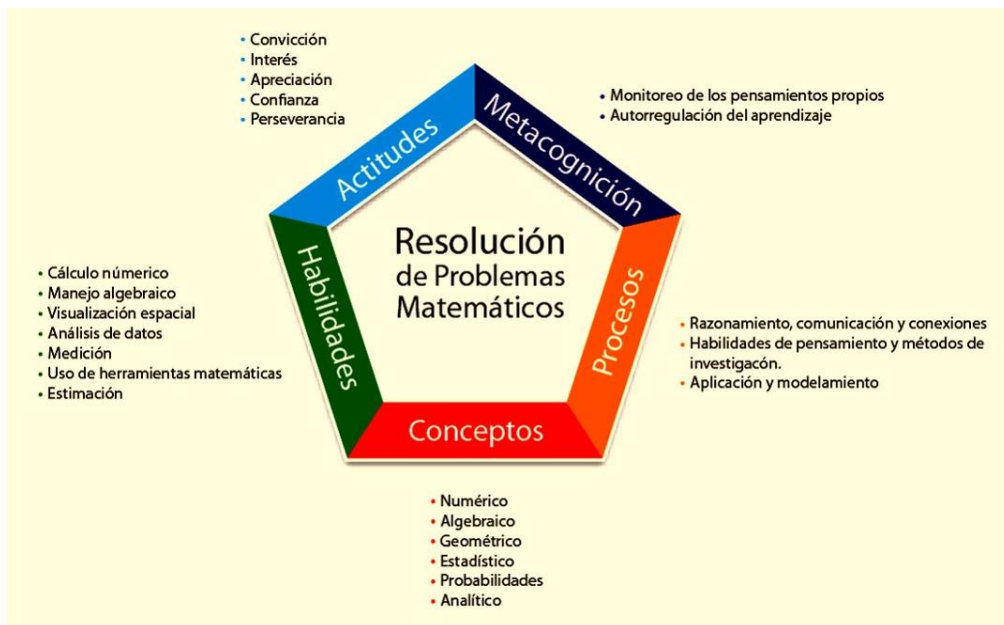 • Convicción
• Interés
• Apreciación
• Confianza
• Perseverancia
Actitudes
Metacognición
• Monitoreo de los pensamientos propios
• Autorregulación del aprendizaje
Resolución
de Problemas
Matemáticos
Habilidades
• Cálculo númerico
• Manejo algebraico
• Visualización espacial
• Análisis de datos
• Medición
• Uso de herramientas matemáticas
• Estimación
Procesos
• Razonamiento, comunicación y conexiones
• Habilidades de pensamiento y métodos de
investigacón.
• Aplicación y modelamiento
Conceptos
• Numérico
• Algebraico
• Geométrico
• Estadístico
• Probabilidades
• Analítico